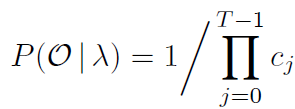 P(𝒪 | λ) = 1 / ∏_{j=0}^{T−1} c_j